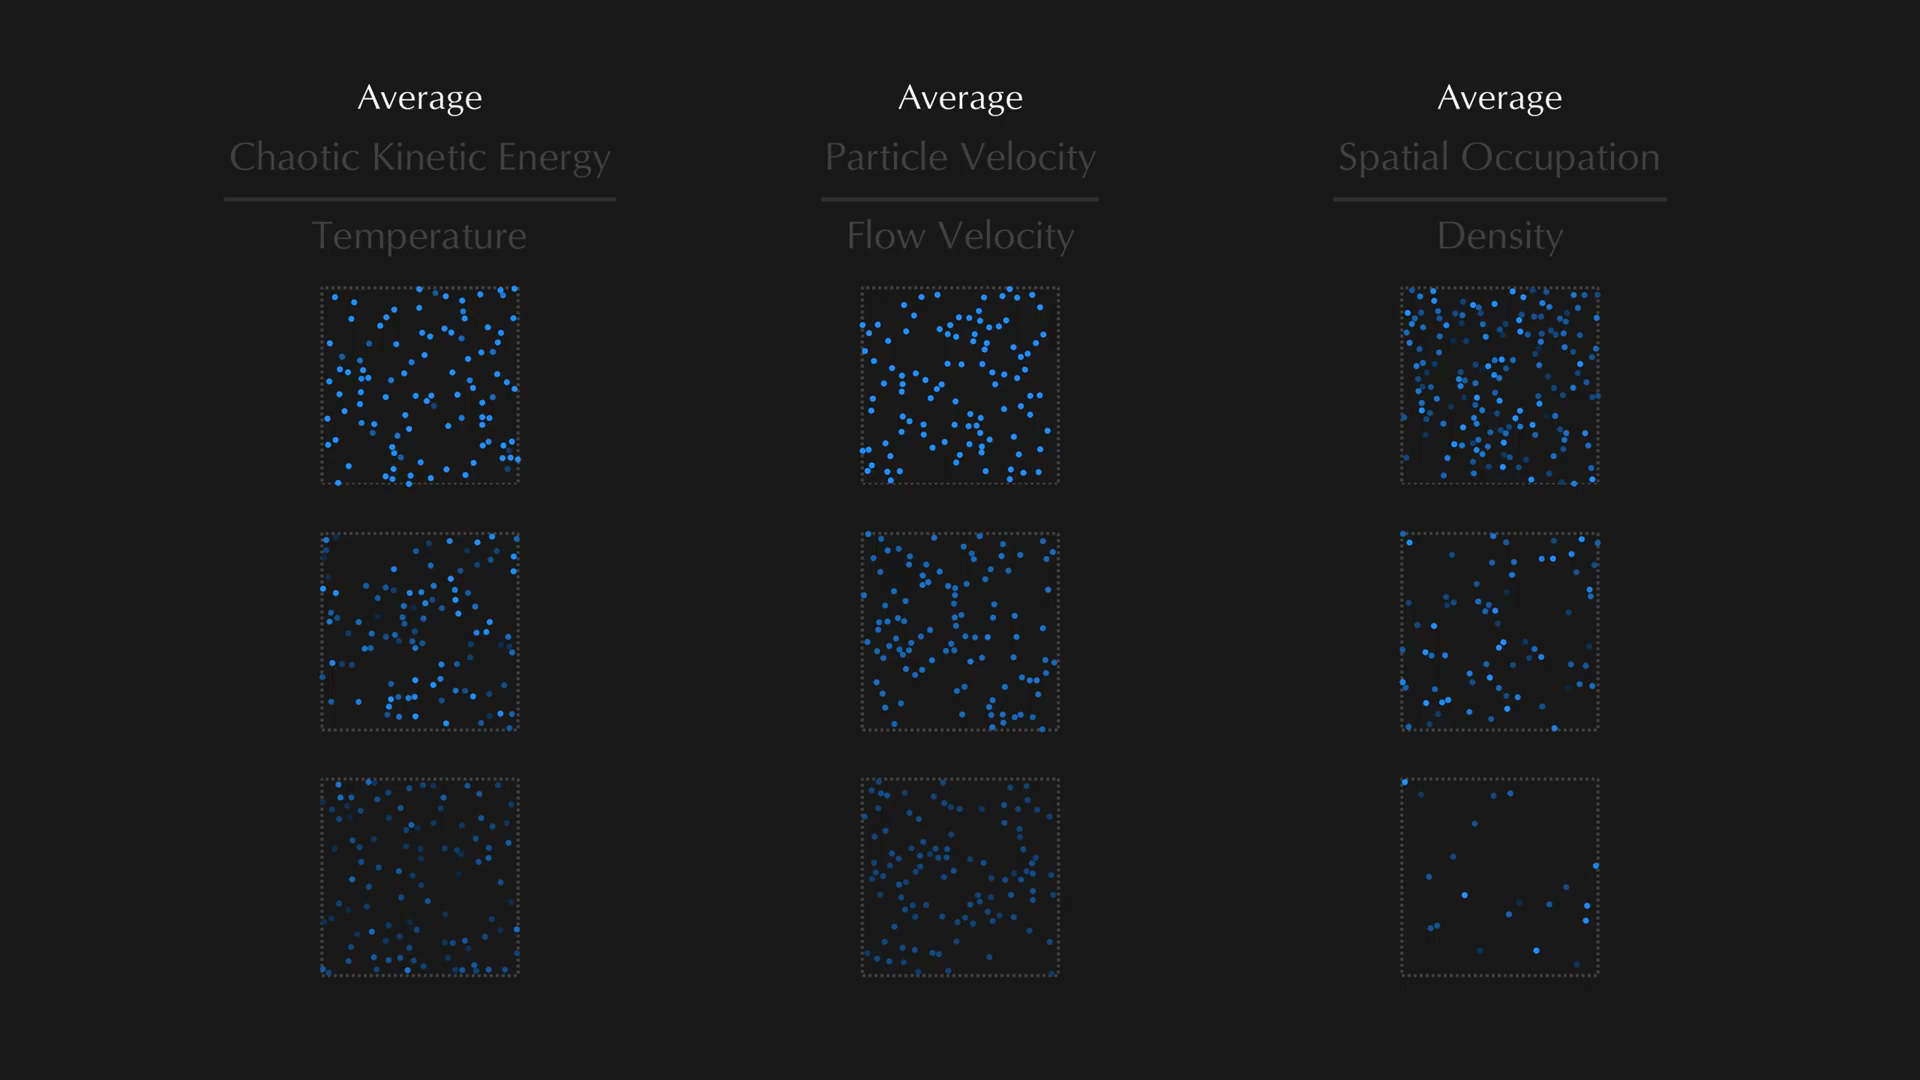 Average
Chaotic Kinetic Energy
Temperature
Average
Particle Velocity
Flow Velocity
Average
Spatial Occupation
Density